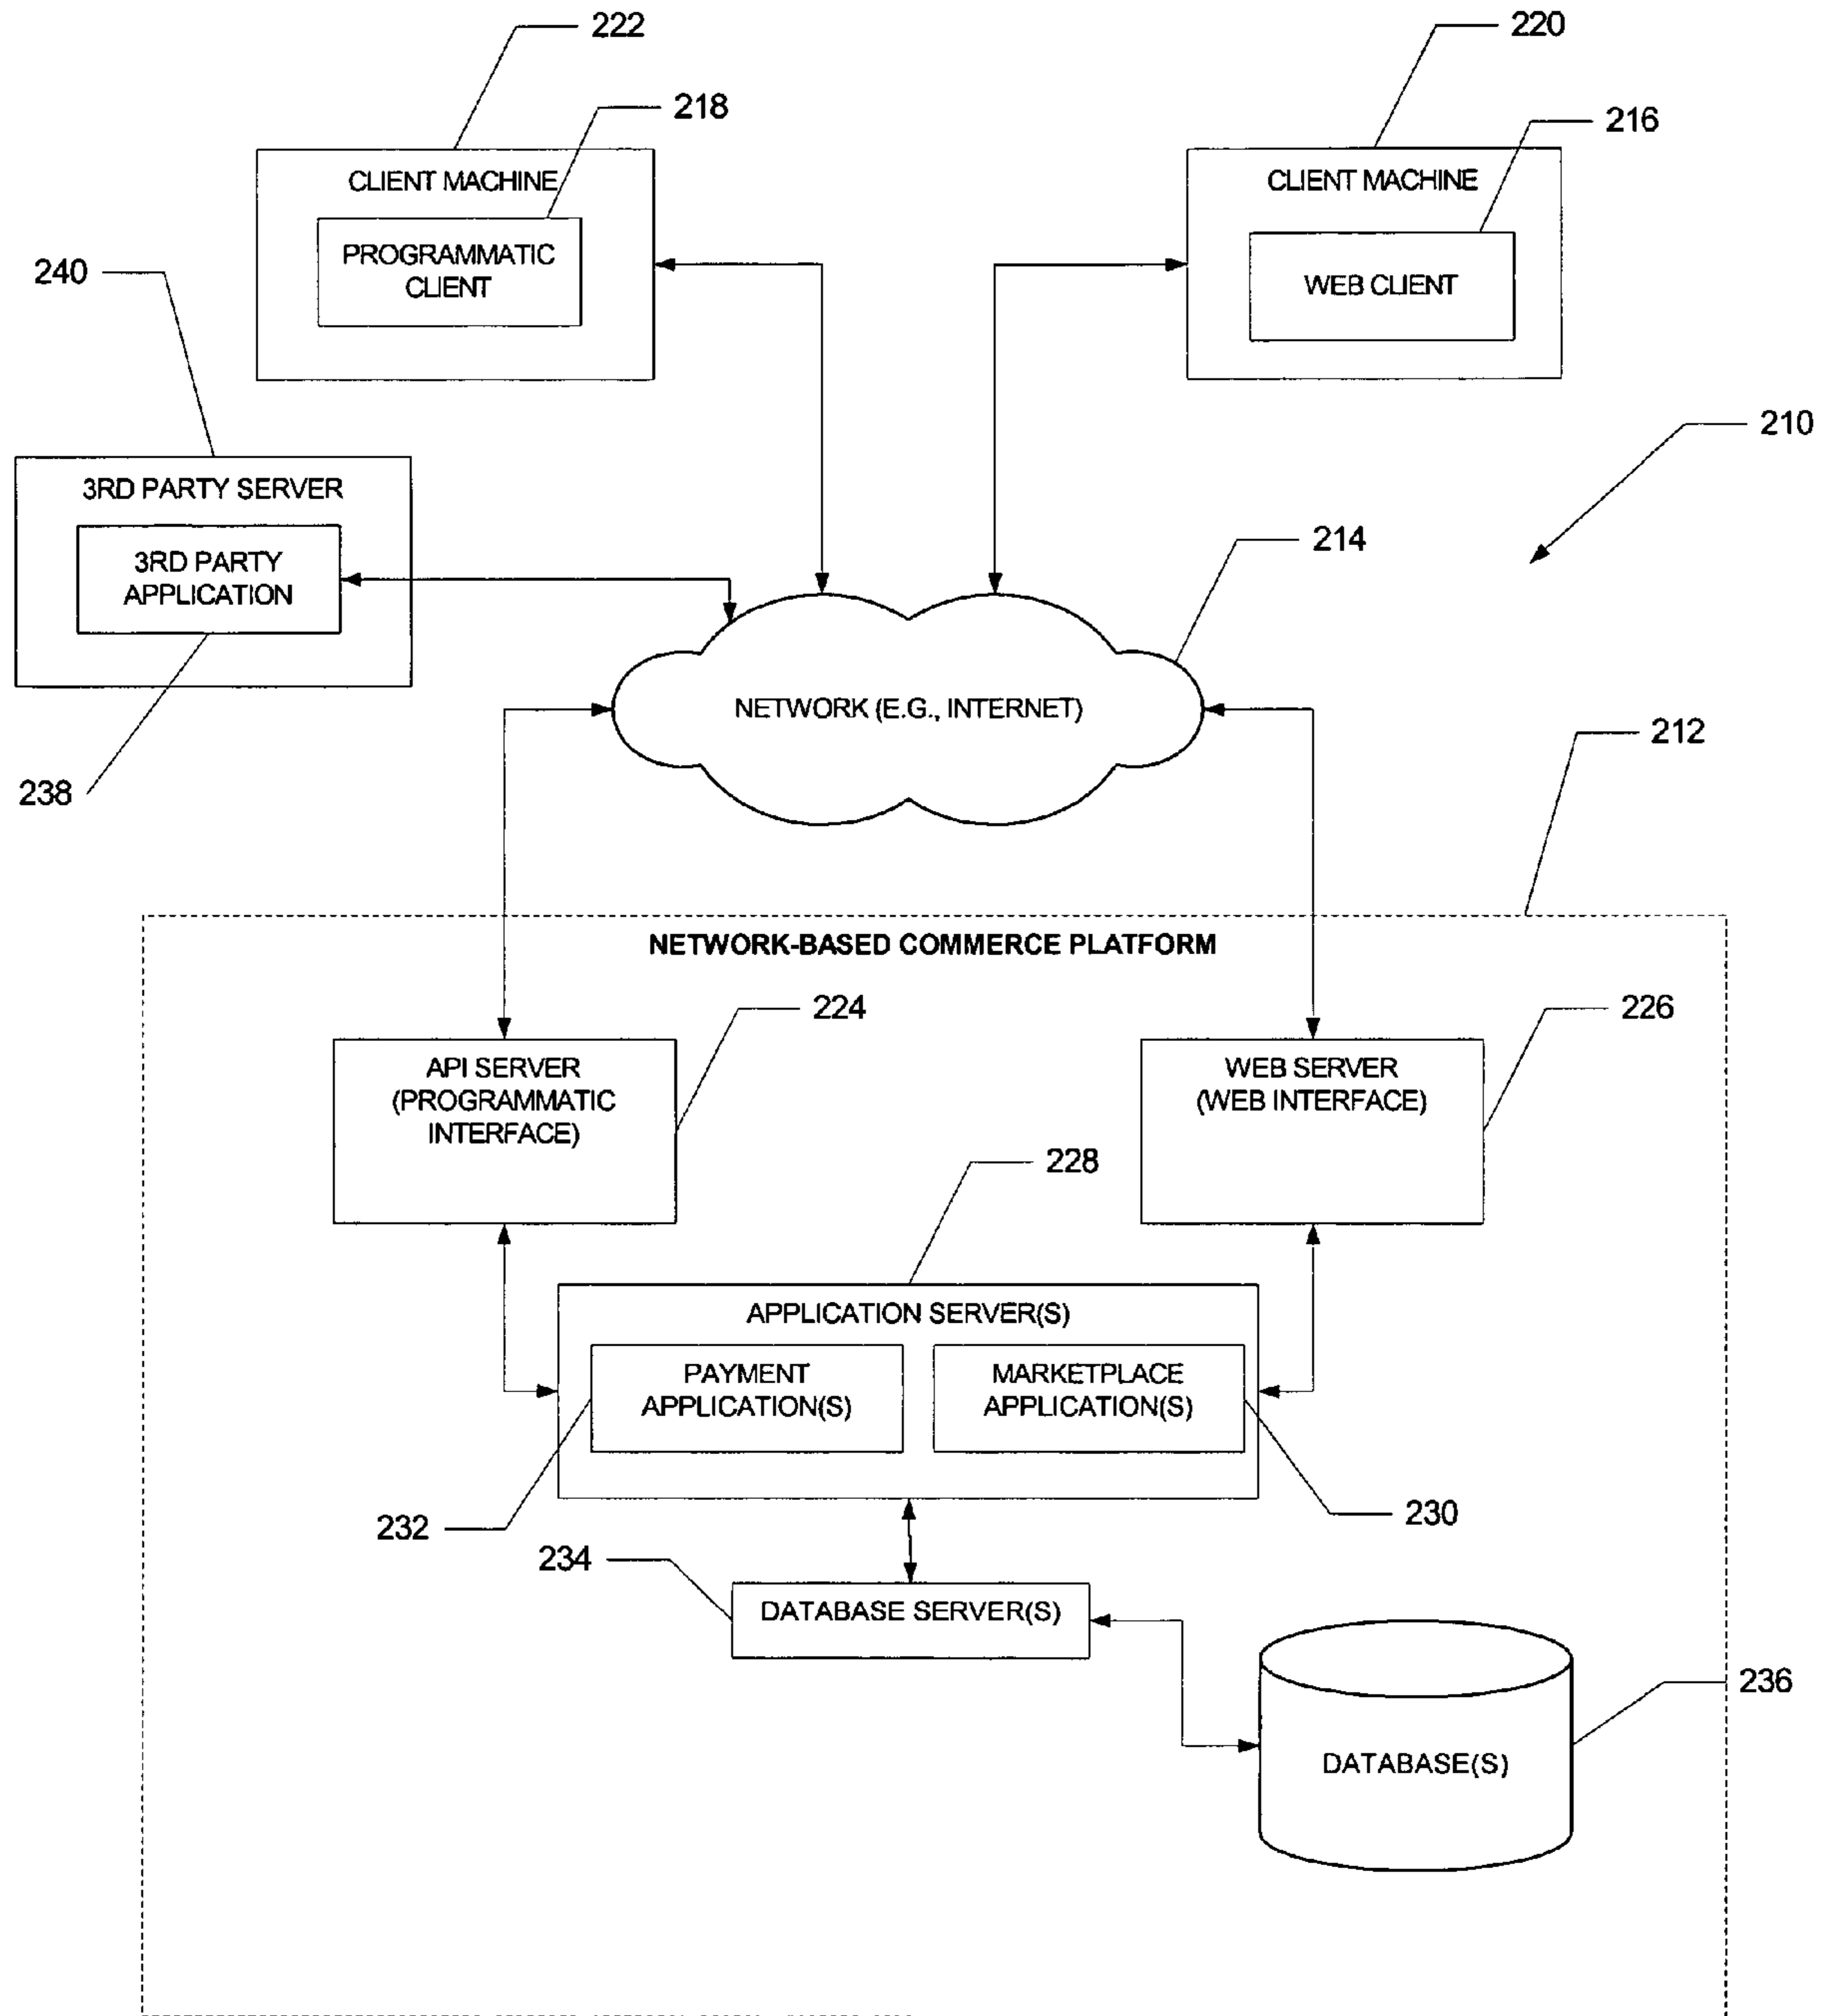 222
220
218
216
CLIENT MACHINE
CLIENT MACHINE
PROGRAMMATIC
CLIENT
WEB CLIENT
240
210
3RD PARTY SERVER
3RD PARTY
APPLICATION
214
NETWORK (E.G., INTERNET)
212
238
NETWORK-BASED COMMERCE PLATFORM
224
226
API SERVER
(PROGRAMMATIC
INTERFACE)
WEB SERVER
(WEB INTERFACE)
228
APPLICATION SERVER(S)
PAYMENT
APPLICATION(S)
MARKETPLACE
APPLICATION(S)
232
230
234
DATABASE SERVER(S)
236
DATABASE(S)